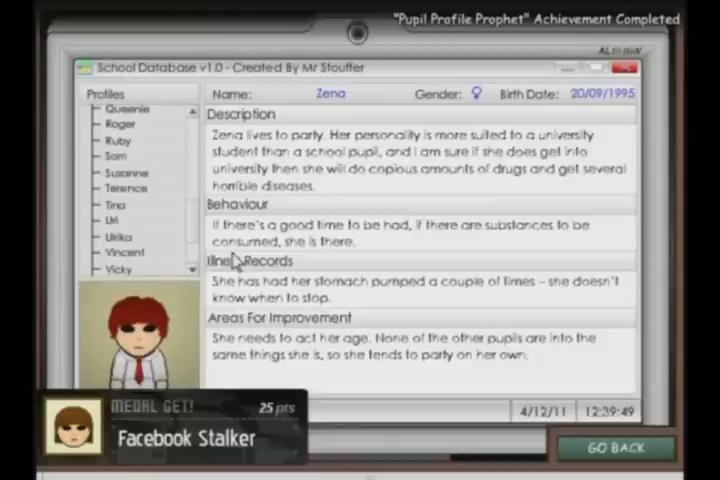 "Pupil Profile Prophet" Achievement Completed
School Database v1.0 - Created By Mr Stouffer
Profiles
Name: Zena Gender: ♀ Birth Date: 20/09/1995
Queenie
Roger
Ruby
Sam
Suzanne
Terence
Tina
Uri
Ulrika
Vincent
Vicky
Description
Zena lives to party. Her personality is more suited to a university
student than a school pupil, and I am sure if she does get into
university then she will do copious amounts of drugs and get several
horrible diseases.
Behaviour
If there's a good time to be had, if there are substances to be
consumed, she is there.
Illness Records
She has had her stomach pumped a couple of times - she doesn't
know when to stop.
Areas For Improvement
She needs to act her age. None of the other pupils are into the
same things she is, so she tends to party on her own.
4/12/11 12:39:49
MEDAL GET! 25 pts
Facebook Stalker
GO BACK